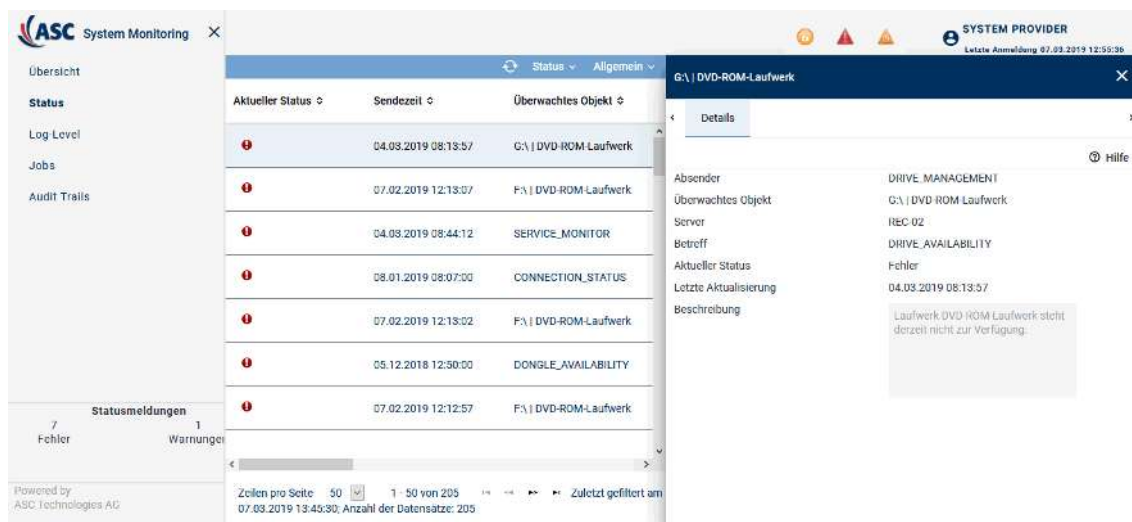 ASC System Monitoring
SYSTEM PROVIDER
Letzte Anmeldung 07.03.2019 12:55:36
Übersicht
Status
Log-Level
Jobs
Audit Trails
Statusmeldungen
7 1
Fehler Warnungen
Powered by
ASC Technologies AG
Status Allgemein
Aktueller Status Sendezeit Überwachtes Objekt
04.03.2019 08:13:57 G:\ | DVD-ROM-Laufwerk
07.02.2019 12:13:07 F:\ | DVD-ROM-Laufwerk
04.03.2019 08:44:12 SERVICE_MONITOR
08.01.2019 08:07:00 CONNECTION_STATUS
07.02.2019 12:13:02 F:\ | DVD-ROM-Laufwerk
05.12.2018 12:50:00 DONGLE_AVAILABILITY
07.02.2019 12:12:57 F:\ | DVD-ROM-Laufwerk
Zeilen pro Seite 50 1 - 50 von 205 Zuletzt gefiltert am
07.03.2019 13:45:30; Anzahl der Datensätze: 205
G:\ | DVD-ROM-Laufwerk
Details
Hilfe
Absender DRIVE_MANAGEMENT
Überwachtes Objekt G:\ | DVD-ROM-Laufwerk
Server REC-02
Betreff DRIVE_AVAILABILITY
Aktueller Status Fehler
Letzte Aktualisierung 04.03.2019 08:13:57
Beschreibung Laufwerk DVD-ROM-Laufwerk steht
derzeit nicht zur Verfügung.